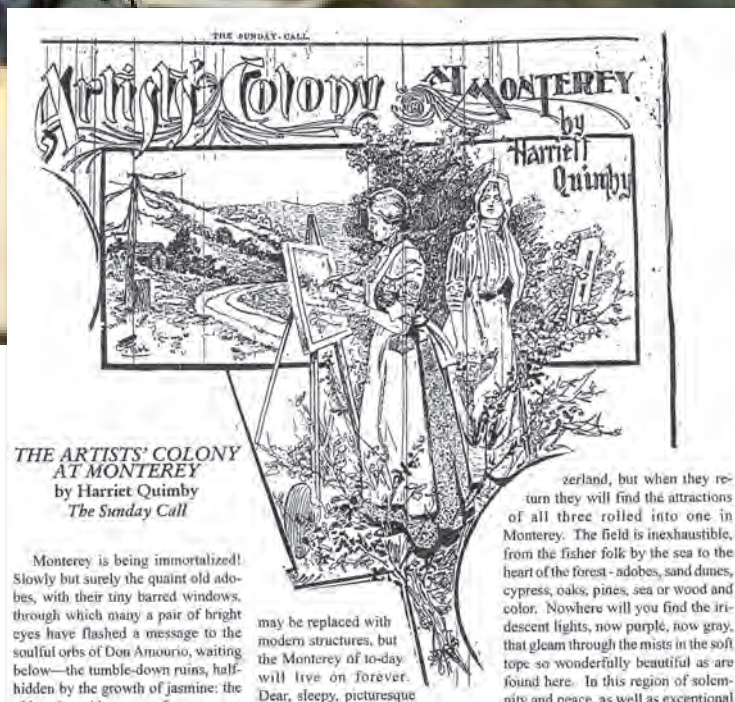 THE SUNDAY CALL
Artists' Colony AT MONTEREY
by
Harriett
Quimby
THE ARTISTS' COLONY
AT MONTEREY
by Harriet Quimby
The Sunday Call
Monterey is being immortalized!
Slowly but surely the quaint old ado-
bes, with their tiny barred windows,
through which many a pair of bright
eyes have flashed a message to the
soulful orbs of Don Amourio, waiting
below—the tumble-down ruins, half-
hidden by the growth of jasmine: the
may be replaced with
modern structures, but
the Monterey of to-day
will live on forever.
Dear, sleepy, picturesque
zerland, but when they re-
turn they will find the attractions
of all three rolled into one in
Monterey. The field is inexhaustible,
from the fisher folk by the sea to the
heart of the forest - adobes, sand dunes,
cypress, oaks, pines, sea or wood and
color. Nowhere will you find the iri-
descent lights, now purple, now gray,
that gleam through the mists in the soft
tope so wonderfully beautiful as are
found here. In this region of solem-
nity and peace, as well as exceptional